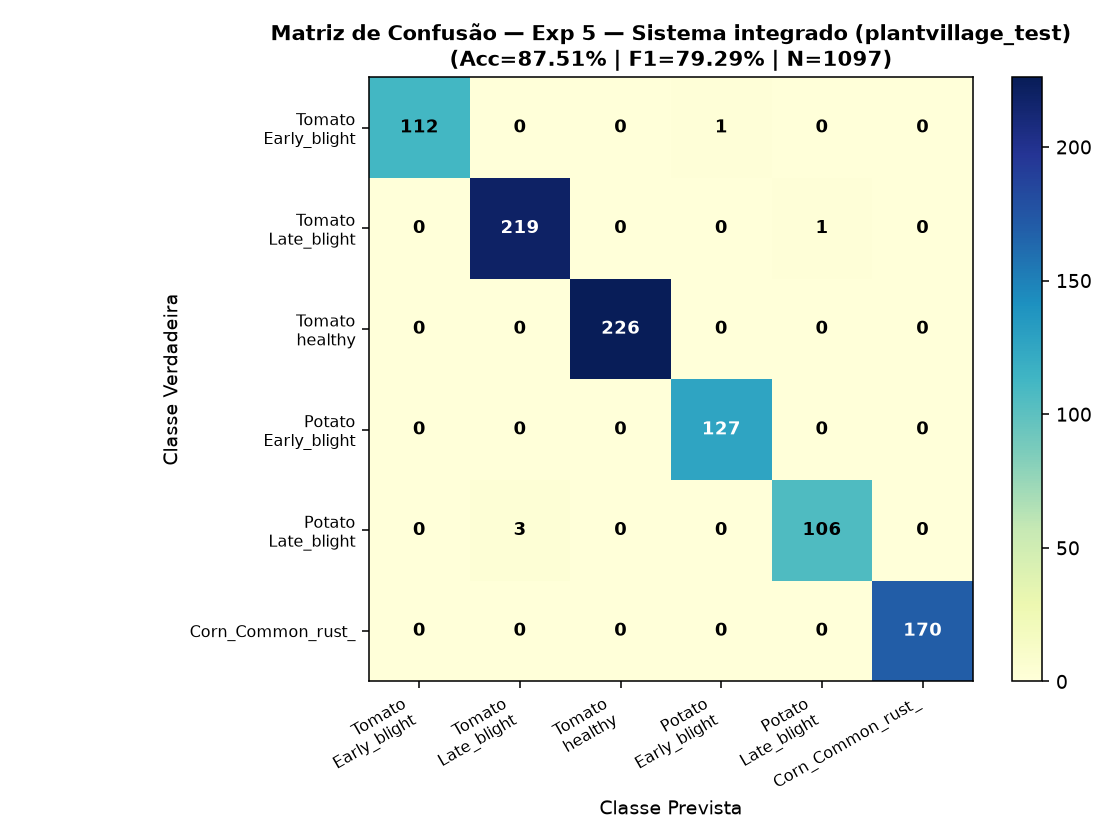 Matriz de Confusão — Exp 5 — Sistema integrado (plantvillage_test)
(Acc=87.51% | F1=79.29% | N=1097)
Classe Verdadeira
Tomato
Early_blight
112 0 0 1 0 0
Tomato
Late_blight
0 219 0 0 1 0
Tomato
healthy
0 0 226 0 0 0
Potato
Early_blight
0 0 0 127 0 0
Potato
Late_blight
0 3 0 0 106 0
Corn_Common_rust_
0 0 0 0 0 170
Tomato
Early_blight
Tomato
Late_blight
Tomato
healthy
Potato
Early_blight
Potato
Late_blight
Corn_Common_rust_
Classe Prevista
200
150
100
50
0